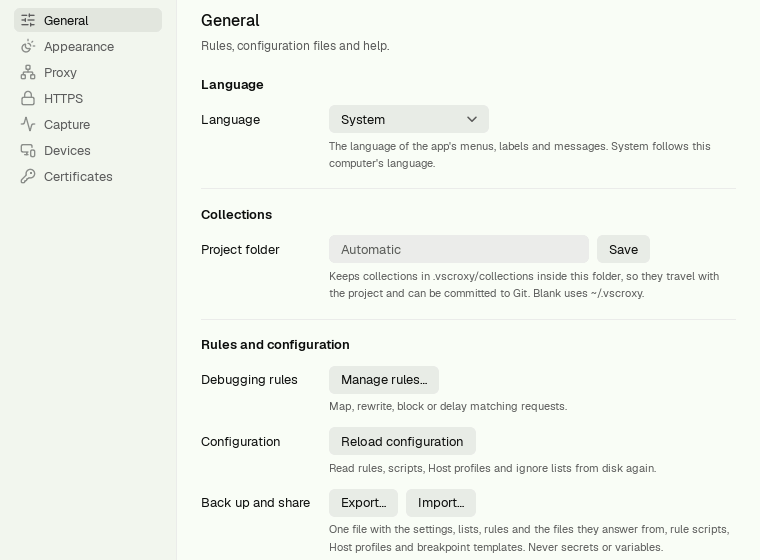 General
Appearance
Proxy
HTTPS
Capture
Devices
Certificates
General
Rules, configuration files and help.
Language
Language
System
The language of the app's menus, labels and messages. System follows this
computer's language.
Collections
Project folder
Automatic
Save
Keeps collections in .vscroxy/collections inside this folder, so they travel with
the project and can be committed to Git. Blank uses ~/.vscroxy.
Rules and configuration
Debugging rules
Manage rules...
Map, rewrite, block or delay matching requests.
Configuration
Reload configuration
Read rules, scripts, Host profiles and ignore lists from disk again.
Back up and share
Export...
Import...
One file with the settings, lists, rules and the files they answer from, rule scripts,
Host profiles and breakpoint templates. Never secrets or variables.